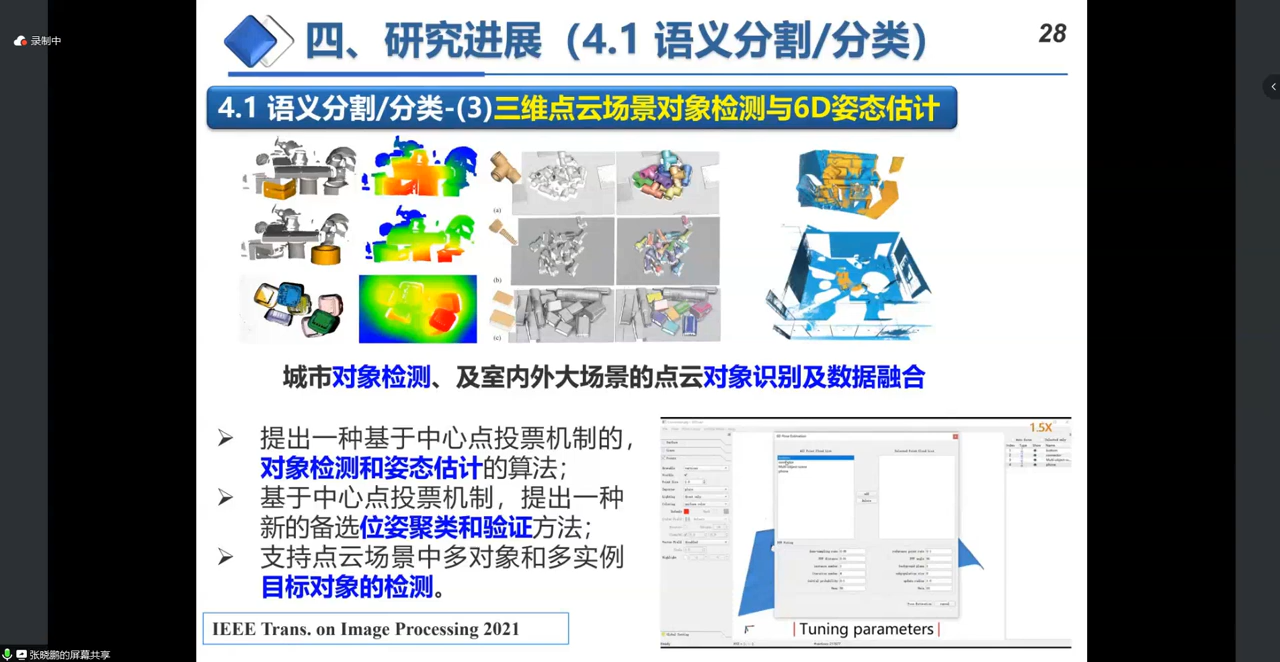 录制中
四、研究进展（4.1 语义分割/分类）
28
4.1 语义分割/分类-(3)三维点云场景对象检测与6D姿态估计
(a)
(b)
(c)
城市对象检测、及室内外大场景的点云对象识别及数据融合
➢ 提出一种基于中心点投票机制的，
对象检测和姿态估计的算法；
➢ 基于中心点投票机制，提出一种
新的备选位姿聚类和验证方法；
➢ 支持点云场景中多对象和多实例
目标对象的检测。
IEEE Trans. on Image Processing 2021
1.5X
| Tuning parameters |
张晓鹏的屏幕共享